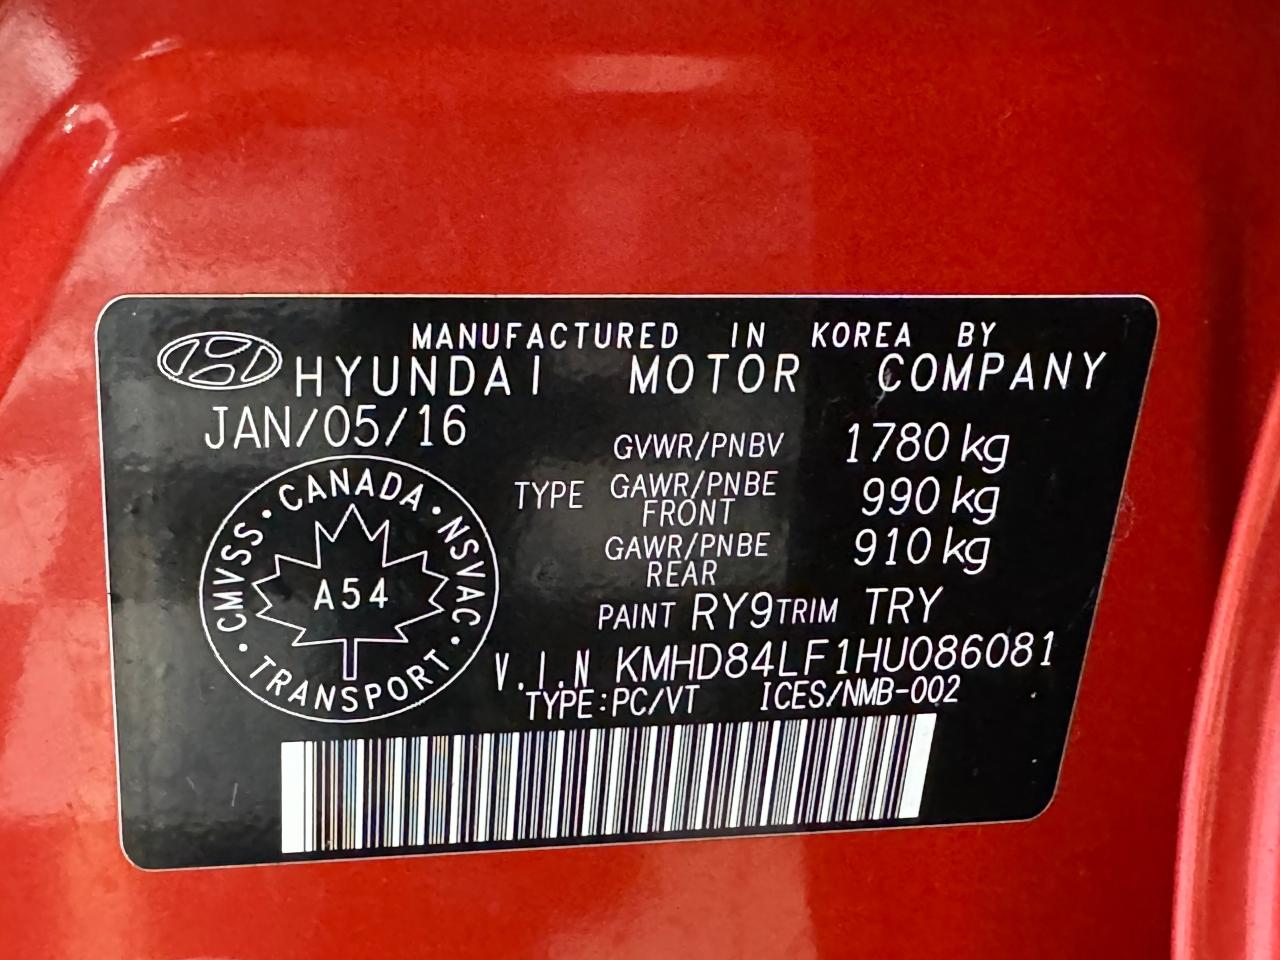 MANUFACTURED IN KOREA BY
HYUNDAI MOTOR COMPANY
JAN/05/16
GVWR/PNBV 1780 kg
TYPE GAWR/PNBE FRONT 990 kg
GAWR/PNBE REAR 910 kg
PAINT RY9 TRIM TRY
V.I.N KMHD84LF1HU086081
TYPE:PC/VT ICES/NMB-002
CMVSS • CANADA • NSVAC • TRANSPORT •
A54